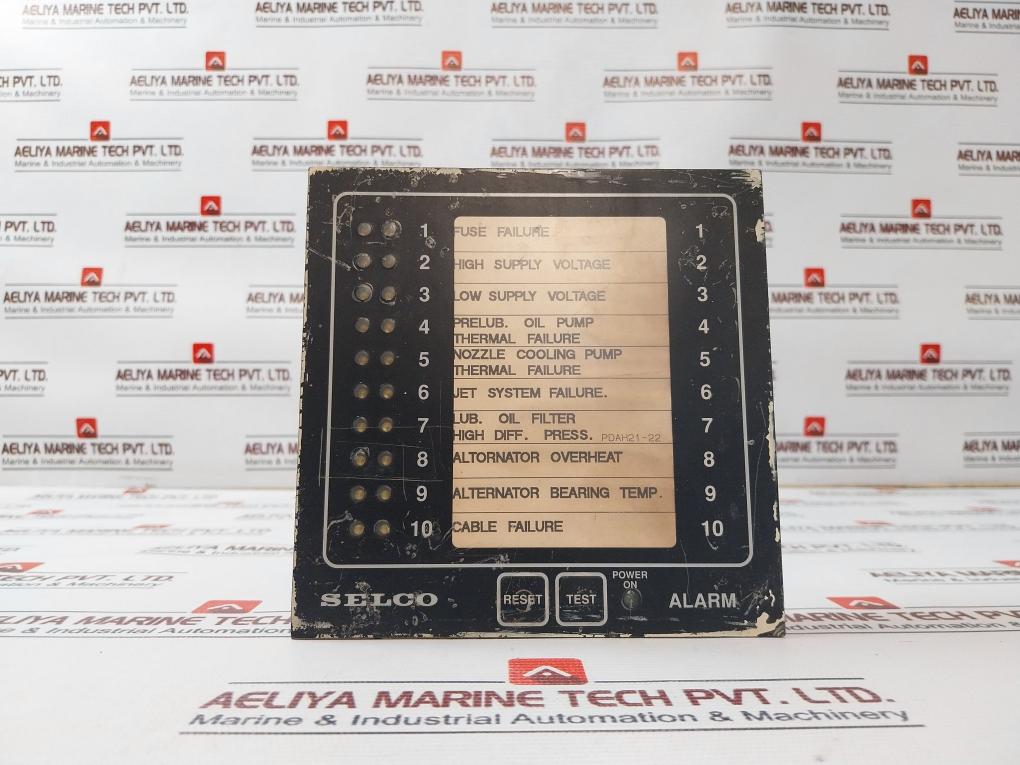 AELIYA MARINE TECH PVT. LTD.
Marine & Industrial Automation & Machinery
1 FUSE FAILURE 1
2 HIGH SUPPLY VOLTAGE 2
3 LOW SUPPLY VOLTAGE 3
4 PRELUB. OIL PUMP 4
THERMAL FAILURE
5 NOZZLE COOLING PUMP 5
THERMAL FAILURE
6 JET SYSTEM FAILURE. 6
7 LUB. OIL FILTER 7
HIGH DIFF. PRESS. PDAH21-22
8 ALTORNATOR OVERHEAT 8
9 ALTERNATOR BEARING TEMP. 9
10 CABLE FAILURE 10
SELCO
RESET
TEST
POWER
ON
ALARM
AELIYA MARINE TECH PVT. LTD.
Marine & Industrial Automation & Machinery